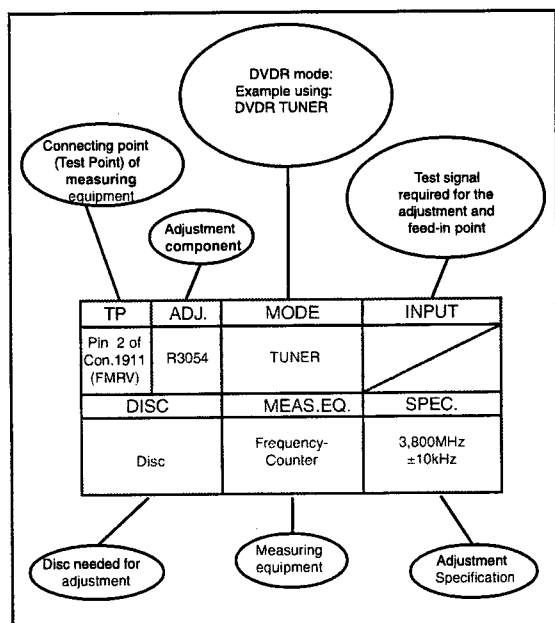 DVDR mode:
Example using:
DVDR TUNER
Connecting point
(Test Point) of
measuring
equipment
Test signal
required for the
adjustment and
feed-in point
Adjustment
component
TP ADJ. MODE INPUT
Pin 2 of
Con.1911
(FMRV)
R3054
TUNER
DISC MEAS.EQ. SPEC.
Disc
Frequency-
Counter
3,800MHz
±10kHz
Disc needed for
adjustment
Measuring
equipment
Adjustment
Specification